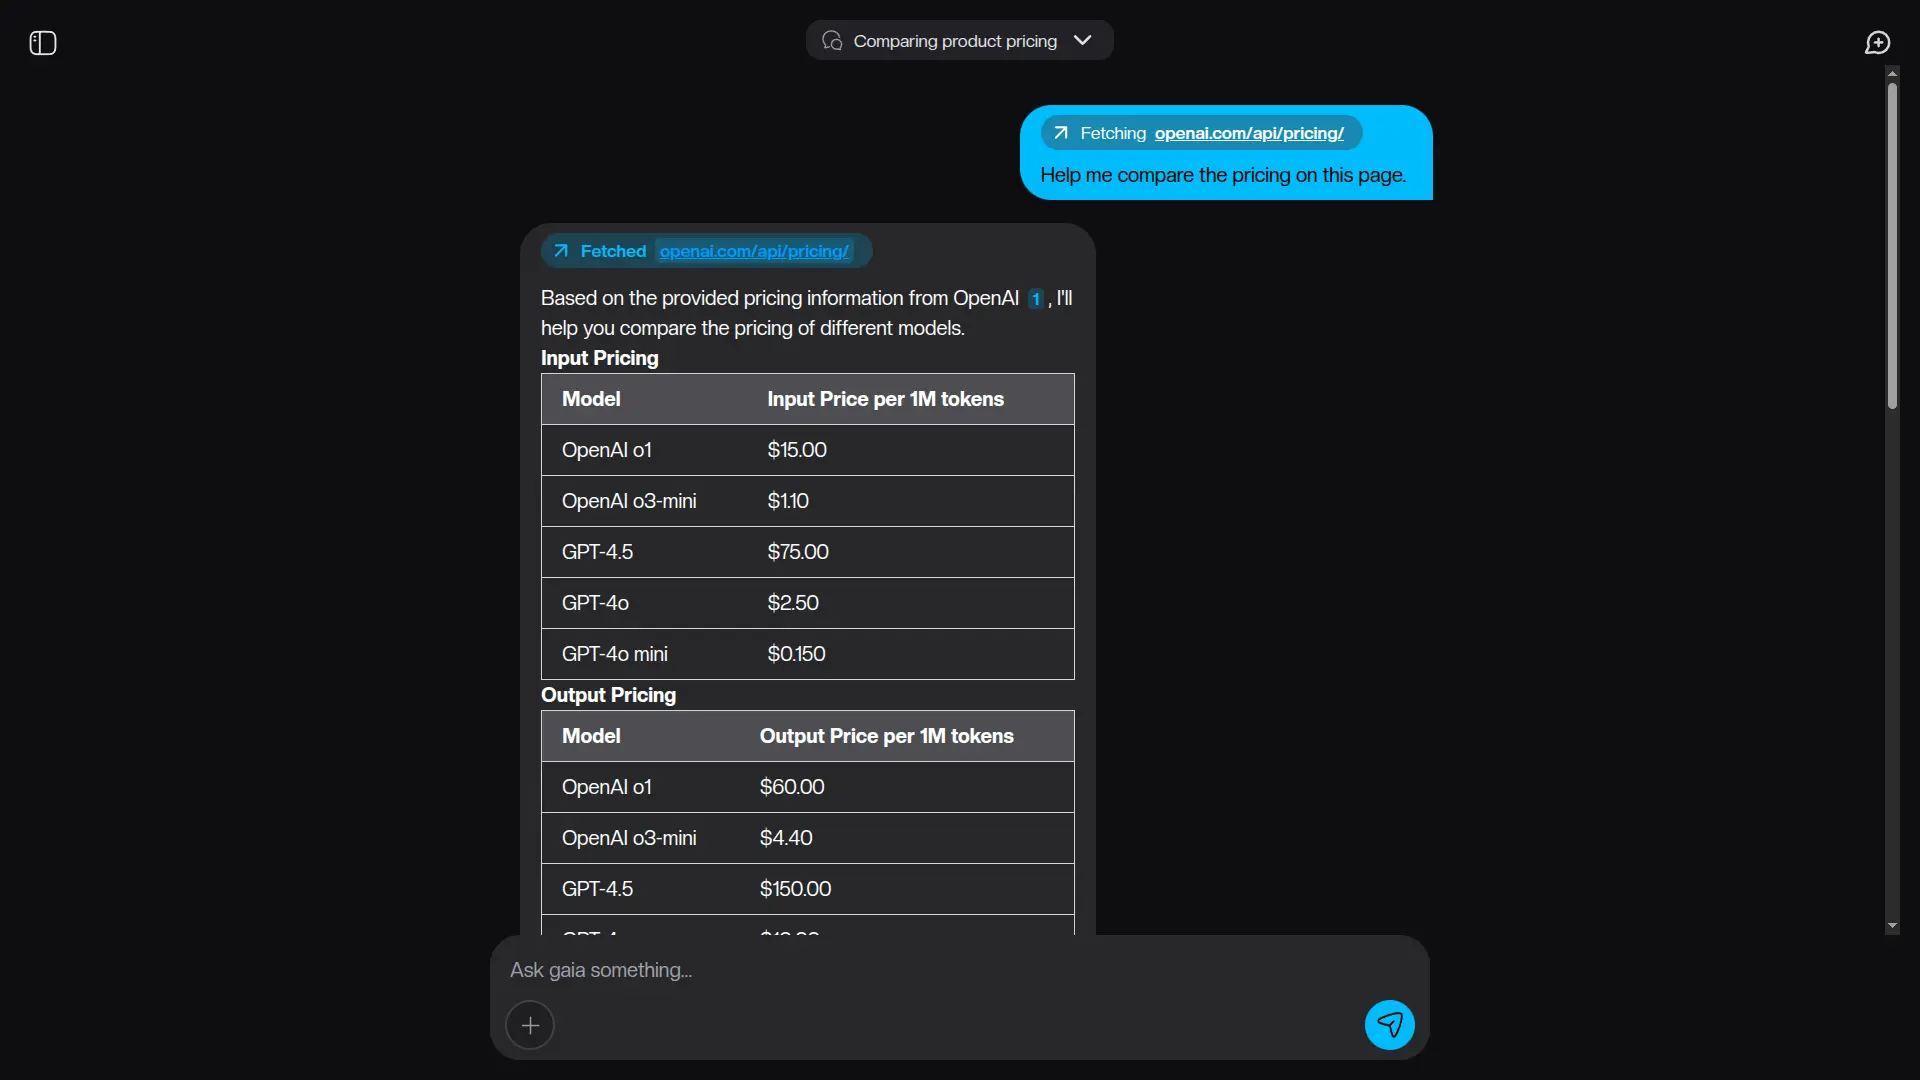 Comparing product pricing
Fetching openai.com/api/pricing/
Help me compare the pricing on this page.
Fetched openai.com/api/pricing/
Based on the provided pricing information from OpenAI 1 , I'll
help you compare the pricing of different models.
Input Pricing
Model Input Price per 1M tokens
OpenAI o1 $15.00
OpenAI o3-mini $1.10
GPT-4.5 $75.00
GPT-4o $2.50
GPT-4o mini $0.150
Output Pricing
Model Output Price per 1M tokens
OpenAI o1 $60.00
OpenAI o3-mini $4.40
GPT-4.5 $150.00
Ask gaia something...